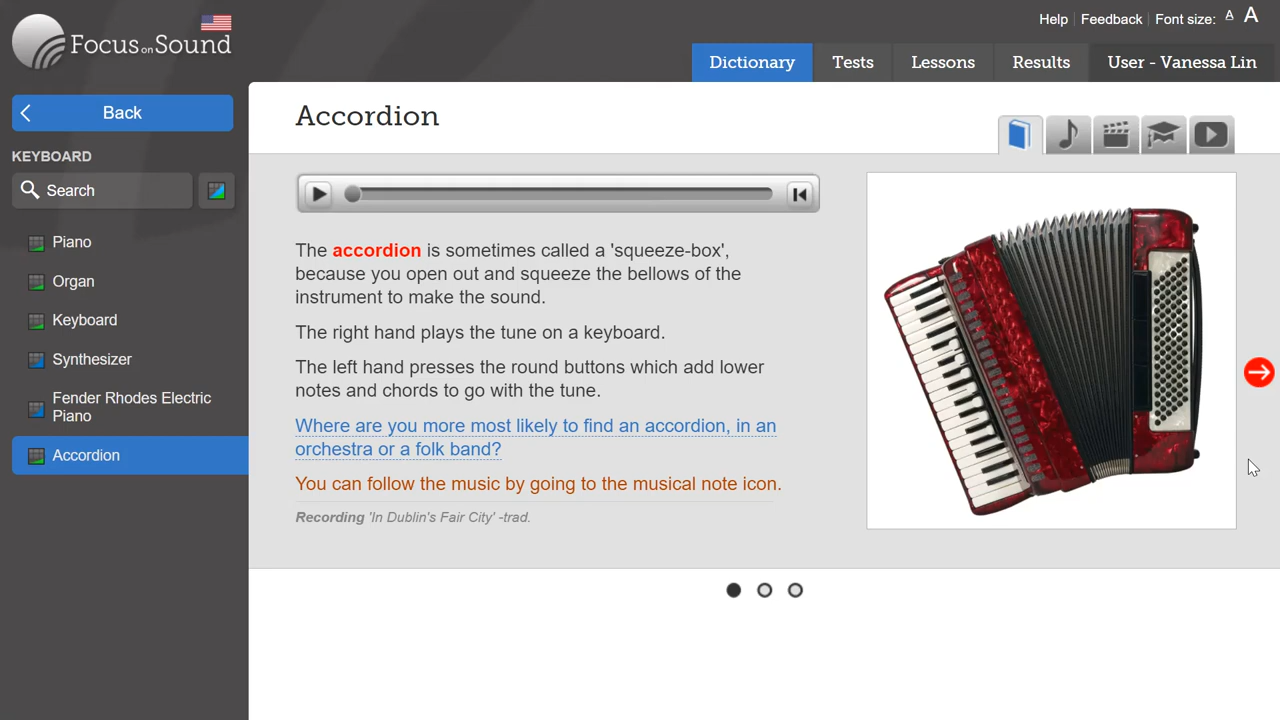 Focus on Sound
Help
Feedback
Font size: A A
Dictionary
Tests
Lessons
Results
User - Vanessa Lin
Back
KEYBOARD
Search
Piano
Organ
Keyboard
Synthesizer
Fender Rhodes Electric
Piano
Accordion
Accordion
The accordion is sometimes called a 'squeeze-box',
because you open out and squeeze the bellows of the
instrument to make the sound.
The right hand plays the tune on a keyboard.
The left hand presses the round buttons which add lower
notes and chords to go with the tune.
Where are you more most likely to find an accordion, in an
orchestra or a folk band?
You can follow the music by going to the musical note icon.
Recording 'In Dublin's Fair City' -trad.